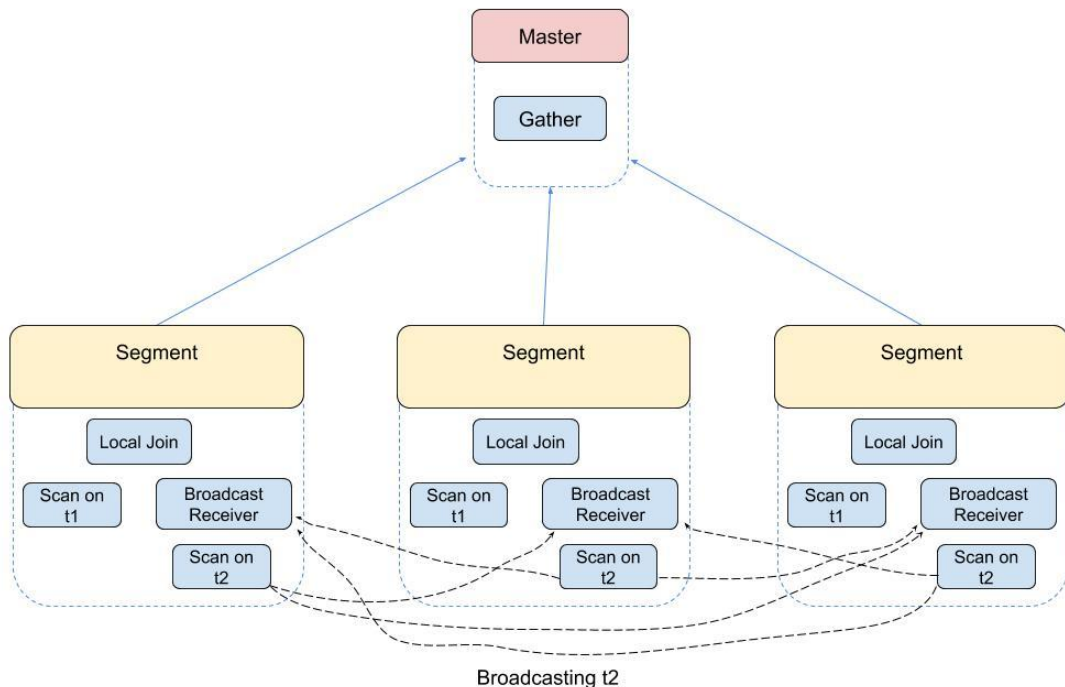 Master
Gather
Segment
Segment
Segment
Local Join
Local Join
Local Join
Scan on
t1
Broadcast
Receiver
Scan on
t1
Broadcast
Receiver
Scan on
t1
Broadcast
Receiver
Scan on
t2
Scan on
t2
Scan on
t2
Broadcasting t2